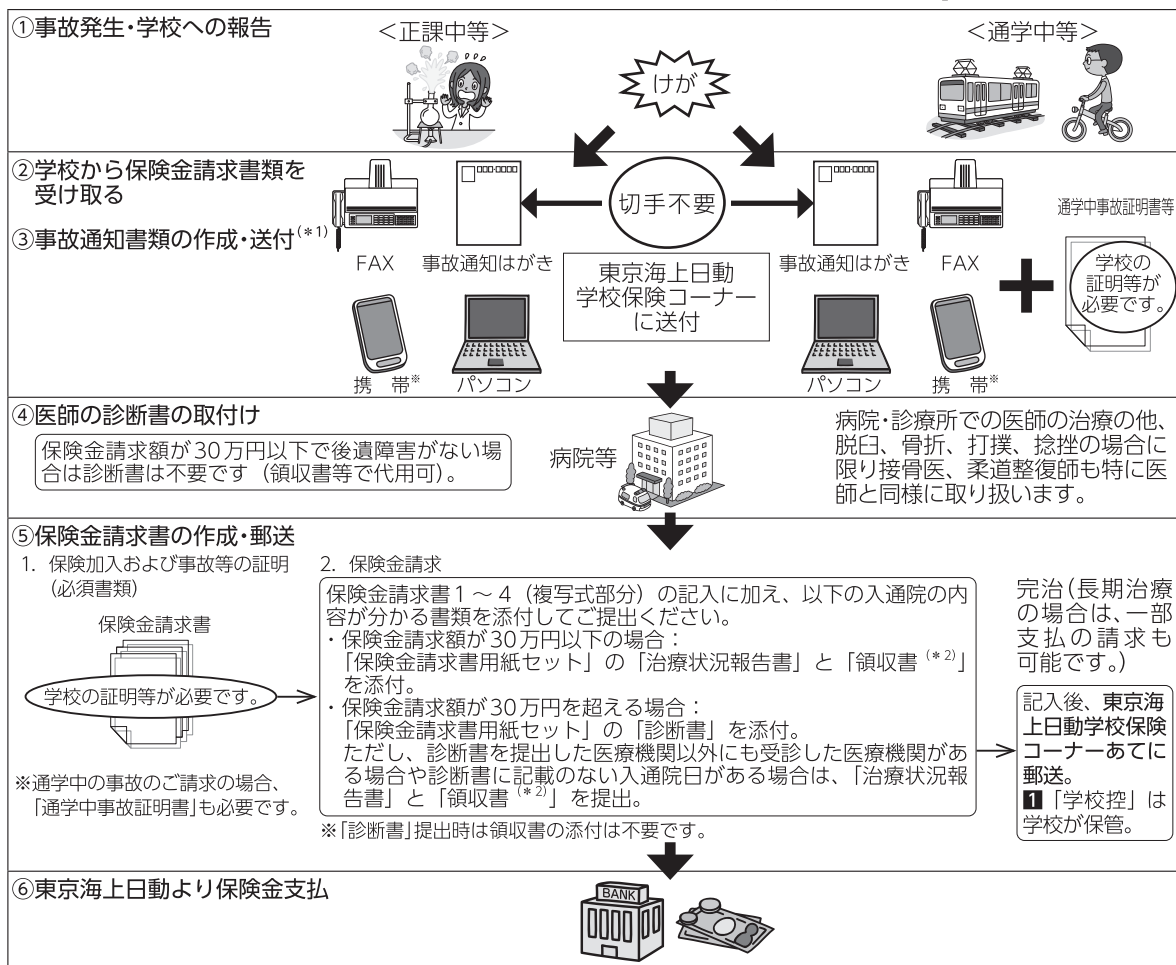 ①事故発生・学校への報告
<正課中等>
けが
<通学中等>
②学校から保険金請求書類を
受け取る
③事故通知書類の作成・送付(*1)
FAX
事故通知はがき
携 帯※
パソコン
切手不要
東京海上日動
学校保険コーナー
に送付
事故通知はがき
FAX
パソコン
携 帯※
通学中事故証明書等
学校の
証明等が
必要です。
④医師の診断書の取付け
保険金請求額が30万円以下で後遺障害がない場
合は診断書は不要です(領収書等で代用可)。
病院等
病院・診療所での医師の治療の他、
脱臼、骨折、打撲、捻挫の場合に
限り接骨医、柔道整復師も特に医
師と同様に取り扱います。
⑤保険金請求書の作成・郵送
1. 保険加入および事故等の証明
(必須書類)
保険金請求書
学校の証明等が必要です。
※通学中の事故のご請求の場合、
「通学中事故証明書」も必要です。
2. 保険金請求
保険金請求書1~4(複写式部分)の記入に加え、以下の入通院の内
容が分かる書類を添付してご提出ください。
・保険金請求額が30万円以下の場合:
「保険金請求書用紙セット」の「治療状況報告書」と「領収書(*2)」
を添付。
・保険金請求額が30万円を超える場合:
「保険金請求書用紙セット」の「診断書」を添付。
ただし、診断書を提出した医療機関以外にも受診した医療機関があ
る場合や診断書に記載のない入通院日がある場合は、「治療状況報
告書」と「領収書(*2)」を提出。
※「診断書」提出時は領収書の添付は不要です。
完治(長期治療
の場合は、一部
支払の請求も
可能です。)
記入後、東京海
上日動学校保険
コーナーあてに
郵送。
1「学校控」は
学校が保管。
⑥東京海上日動より保険金支払
BANK